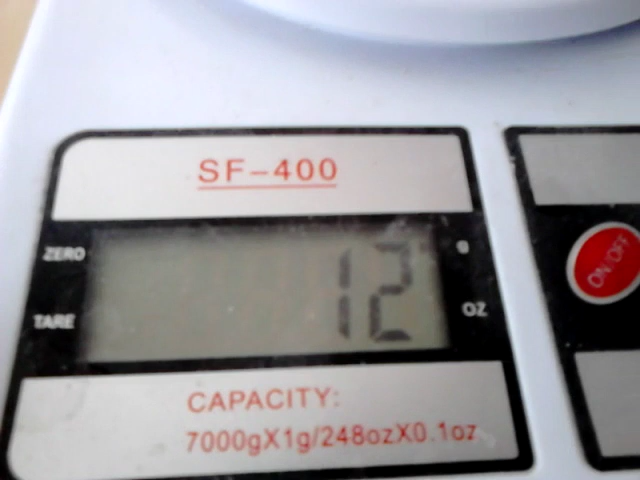 SF-400
ZERO
g
12
TARE
OZ
CAPACITY:
7000gX1g/248ozX0.1oz
ON/OFF